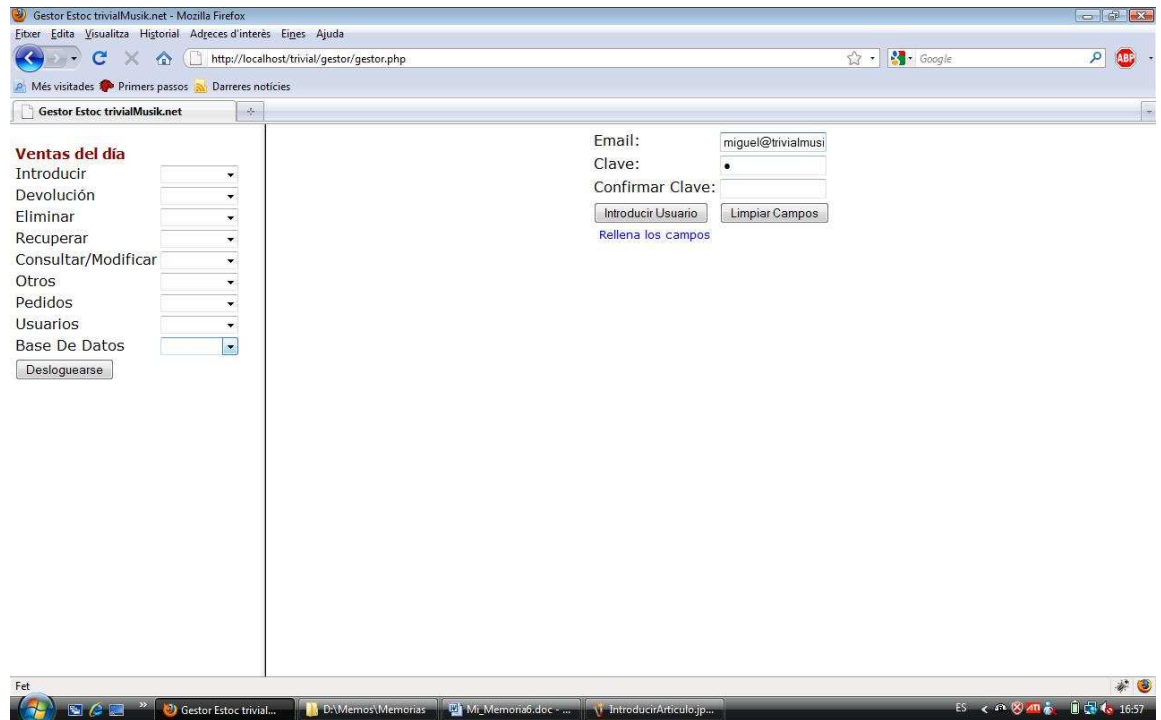 Gestor Estoc trivialMusik.net - Mozilla Firefox
Fitxer Edita Visualitza Historial Adreces d'interès Eines Ajuda
http://localhost/trivial/gestor/gestor.php
Google
ABP
Més visitades Primers passos Darreres notícies
Gestor Estoc trivialMusik.net
Ventas del día
Introducir
Devolución
Eliminar
Recuperar
Consultar/Modificar
Otros
Pedidos
Usuarios
Base De Datos
Desloguearse
Email: miguel@trivialmusi
Clave:
Confirmar Clave:
Introducir Usuario Limpiar Campos
Rellena los campos
Fet
Gestor Estoc trivial... D:\Memos\Memorias Mi_Memoria6.doc - ... IntroducirArticulo.jp... ES 16:57